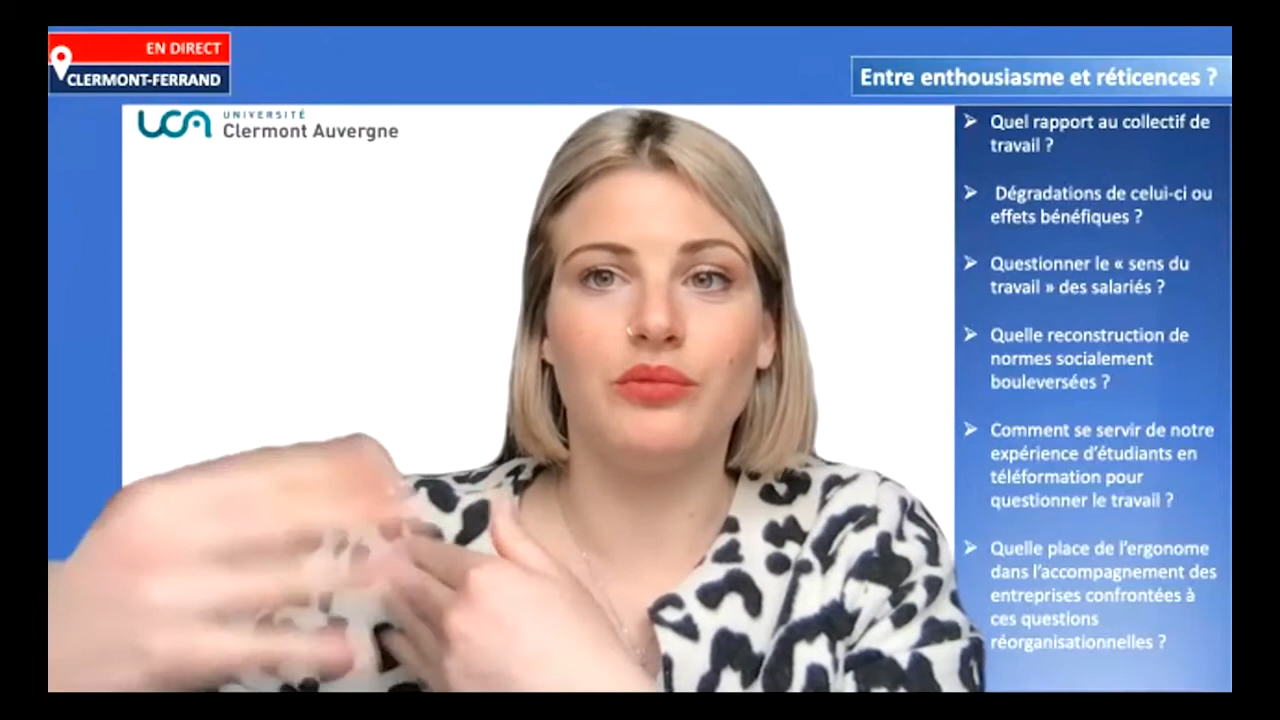 EN DIRECT
CLERMONT-FERRAND
Entre enthousiasme et réticences ?
UNIVERSITÉ
Clermont Auvergne
UCA
➢ Quel rapport au collectif de
travail ?
➢ Dégradations de celui-ci ou
effets bénéfiques ?
➢ Questionner le « sens du
travail » des salariés ?
➢ Quelle reconstruction de
normes socialement
bouleversées ?
➢ Comment se servir de notre
expérience d'étudiants en
téléformation pour
questionner le travail ?
➢ Quelle place de l'ergonome
dans l'accompagnement des
entreprises confrontées à
ces questions
réorganisationnelles ?